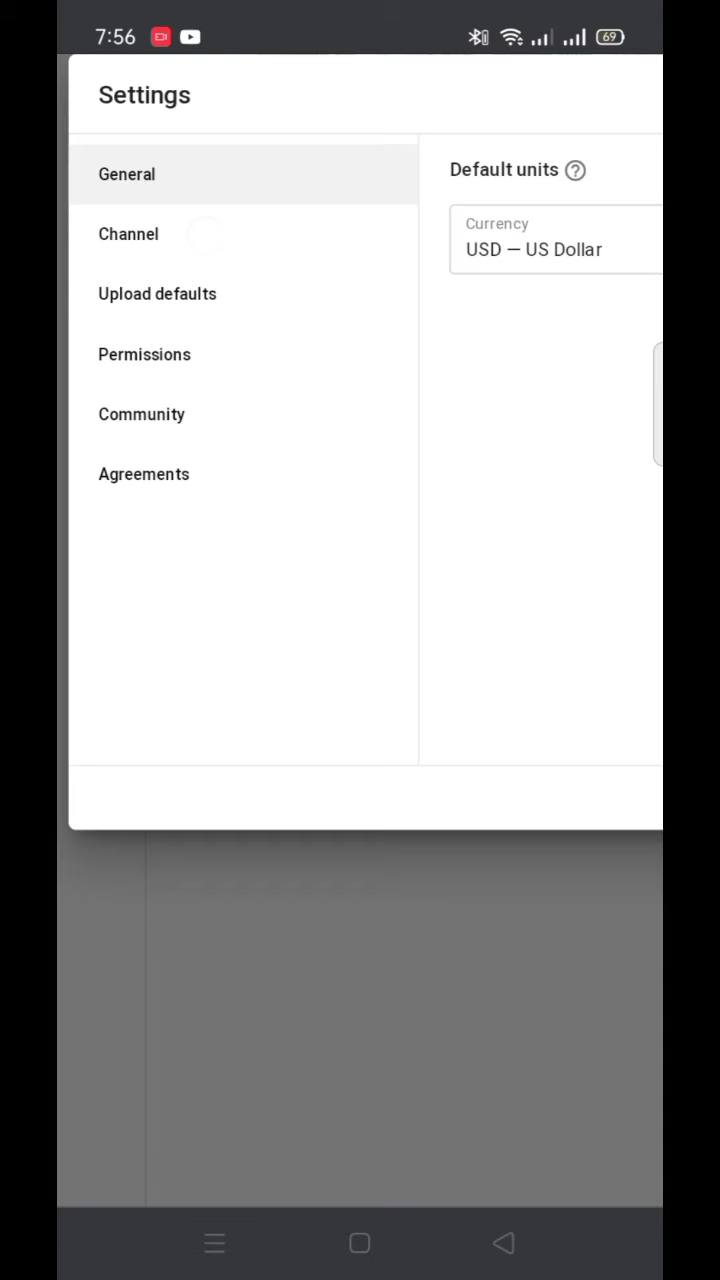 7:56
69
Settings
General
Channel
Upload defaults
Permissions
Community
Agreements
Default units ?
Currency
USD — US Dollar